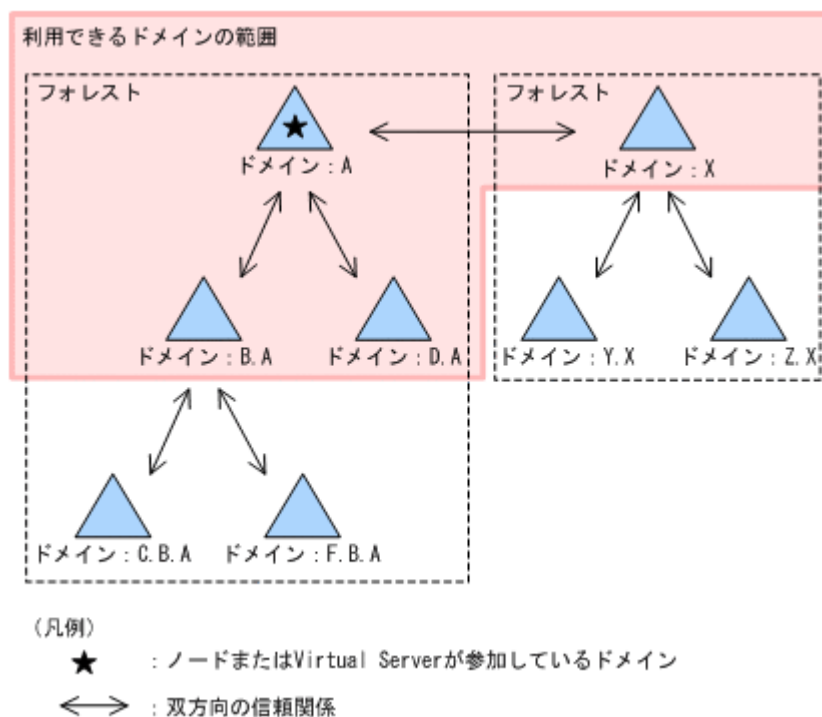 利用できるドメインの範囲
フォレスト
フォレスト
ドメイン：A
ドメイン：X
ドメイン：B.A
ドメイン：D.A
ドメイン：Y.X
ドメイン：Z.X
ドメイン：C.B.A
ドメイン：F.B.A
（凡例）
★ ：ノードまたはVirtual Serverが参加しているドメイン
：双方向の信頼関係